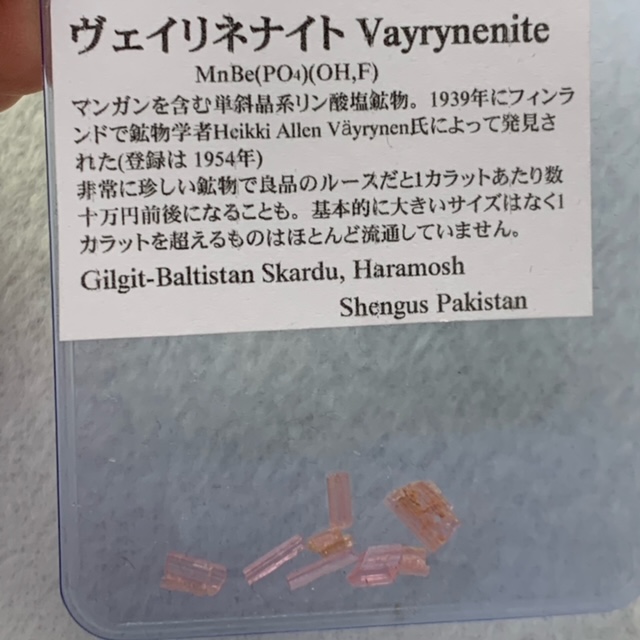 ヴェイリネナイト Vayrynenite
MnBe(PO4)(OH,F)
マンガンを含む単斜晶系リン酸塩鉱物。1939年にフィンラ
ンドで鉱物学者Heikki Allen Väyrynen氏によって発見さ
れた(登録は 1954年)
非常に珍しい鉱物で良品のルースだと1カラットあたり数
十万円前後になることも。基本的に大きいサイズはなく1
カラットを超えるものはほとんど流通していません。
Gilgit-Baltistan Skardu, Haramosh
Shengus Pakistan